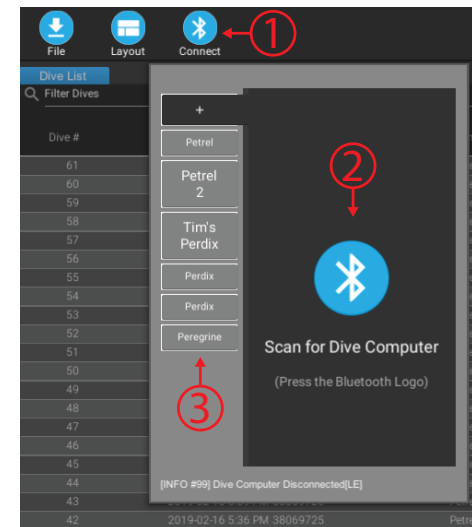 File
Layout
Connect
1
Dive List
Filter Dives
Dive #
61
60
59
58
57
56
55
54
53
52
51
50
49
48
47
46
45
44
43
42
+
Petrel
Petrel
2
Tim's
Perdix
Perdix
Perdix
Peregrine
3
2
Scan for Dive Computer
(Press the Bluetooth Logo)
[INFO #99] Dive Computer Disconnected[LE]
2019-02-16 5:36 PM 38069725